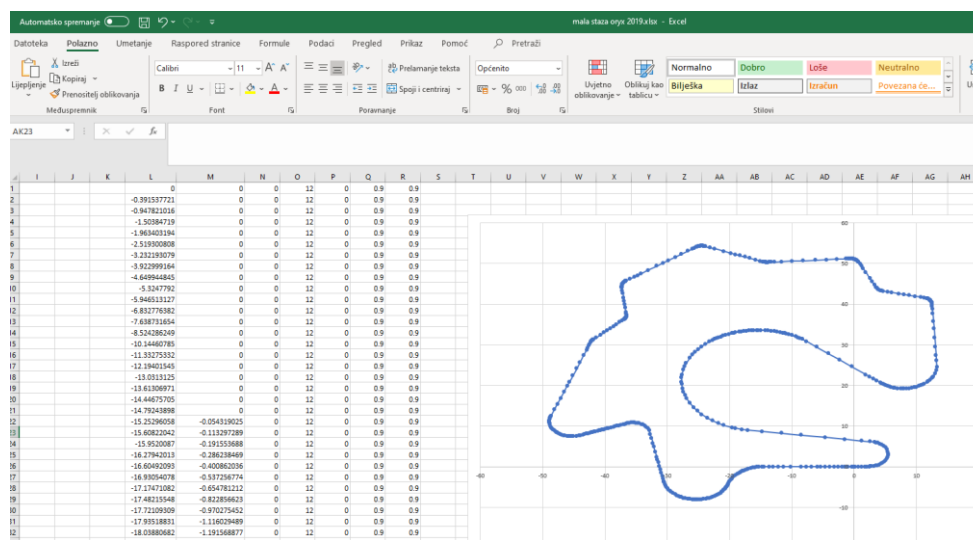 Automatsko spremanje
mala staza oryx 2019.xlsx - Excel
Datoteka Polazno Umetanje Raspored stranice Formule Podaci Pregled Prikaz Pomoć Pretraži
Lijepljenje
Izreži
Kopiraj
Prenositelj oblikovanja
Međuspremnik
Calibri 11 A A
B I U A
Font
Prelamanje teksta
Spoji i centriraj
Poravnanje
Općenito
% 000
Broj
Uvjetno oblikovanje
Oblikuj kao tablicu
Normalno Dobro Loše Neutralno
Bilješka Izlaz Izračun Povezana će...
Stilovi
AK23 fx
I J K L M N O P Q R S T U V W X Y Z AA AB AC AD AE AF AG AH
0 0 0 12 0 0.9 0.9
-0.391537721 0 0 12 0 0.9 0.9
-0.947821016 0 0 12 0 0.9 0.9
-1.50384719 0 0 12 0 0.9 0.9
-1.963403194 0 0 12 0 0.9 0.9
-2.519300808 0 0 12 0 0.9 0.9
-3.232193079 0 0 12 0 0.9 0.9
-3.922999164 0 0 12 0 0.9 0.9
-4.649944845 0 0 12 0 0.9 0.9
-5.3247792 0 0 12 0 0.9 0.9
-5.946513127 0 0 12 0 0.9 0.9
-6.832776382 0 0 12 0 0.9 0.9
-7.638731654 0 0 12 0 0.9 0.9
-8.524286249 0 0 12 0 0.9 0.9
-10.14460785 0 0 12 0 0.9 0.9
-11.33275332 0 0 12 0 0.9 0.9
-12.19401545 0 0 12 0 0.9 0.9
-13.0313125 0 0 12 0 0.9 0.9
-13.61306971 0 0 12 0 0.9 0.9
-14.44675705 0 0 12 0 0.9 0.9
-14.79243898 0 0 12 0 0.9 0.9
-15.25296058 -0.054319025 0 12 0 0.9 0.9
-15.60822042 -0.113297289 0 12 0 0.9 0.9
-15.9520087 -0.191553688 0 12 0 0.9 0.9
-16.27942013 -0.286238469 0 12 0 0.9 0.9
-16.60492093 -0.400862036 0 12 0 0.9 0.9
-16.93054078 -0.537256774 0 12 0 0.9 0.9
-17.17471082 -0.654781212 0 12 0 0.9 0.9
-17.48215548 -0.822856623 0 12 0 0.9 0.9
-17.72109309 -0.970275452 0 12 0 0.9 0.9
-17.93518831 -1.116029489 0 12 0 0.9 0.9
-18.03880682 -1.191568877 0 12 0 0.9 0.9
60
50
40
30
20
10
-60 -50 -40 -30 -20 -10 0 10
-10